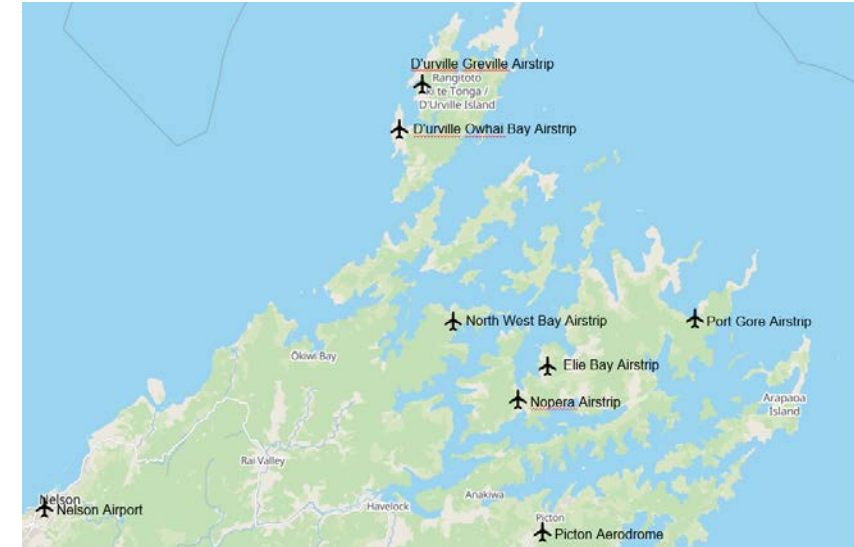 D'urville Greville Airstrip
Rangitoto
ki te Tonga /
D'Urville Island
D'urville Owhai Bay Airstrip
North West Bay Airstrip
Port Gore Airstrip
Ōkiwi Bay
Elie Bay Airstrip
Nopera Airstrip
Arapaoa
Island
Rai Valley
Anakiwa
Nelson
Nelson Airport
Havelock
Picton
Picton Aerodrome